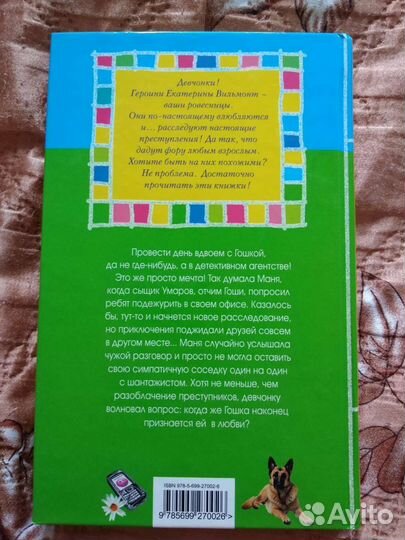 Девчонки!
Героини Екатерины Вильмонт –
ваши ровесницы.
Они по-настоящему влюбляются
и... расследуют настоящие
преступления! Да так, что
дадут фору любым взрослым.
Хотите быть на них похожими?
Не проблема. Достаточно
прочитать эти книжки!
Провести день вдвоем с Гошкой,
да не где-нибудь, а в детективном агентстве!
Это же просто мечта! Так думала Маня,
когда сыщик Умаров, отчим Гоши, попросил
ребят подежурить в своем офисе. Казалось
бы, тут-то и начнется новое расследование,
но приключения поджидали друзей совсем
в другом месте... Маня случайно услышала
чужой разговор и просто не могла оставить
свою симпатичную соседку один на один
с шантажистом. Хотя не меньше, чем
разоблачение преступников, девчонку
волновал вопрос: когда же Гошка наконец
признается ей в любви?
ISBN 978-5-699-27002-6
9 785699 270026 >
Avito